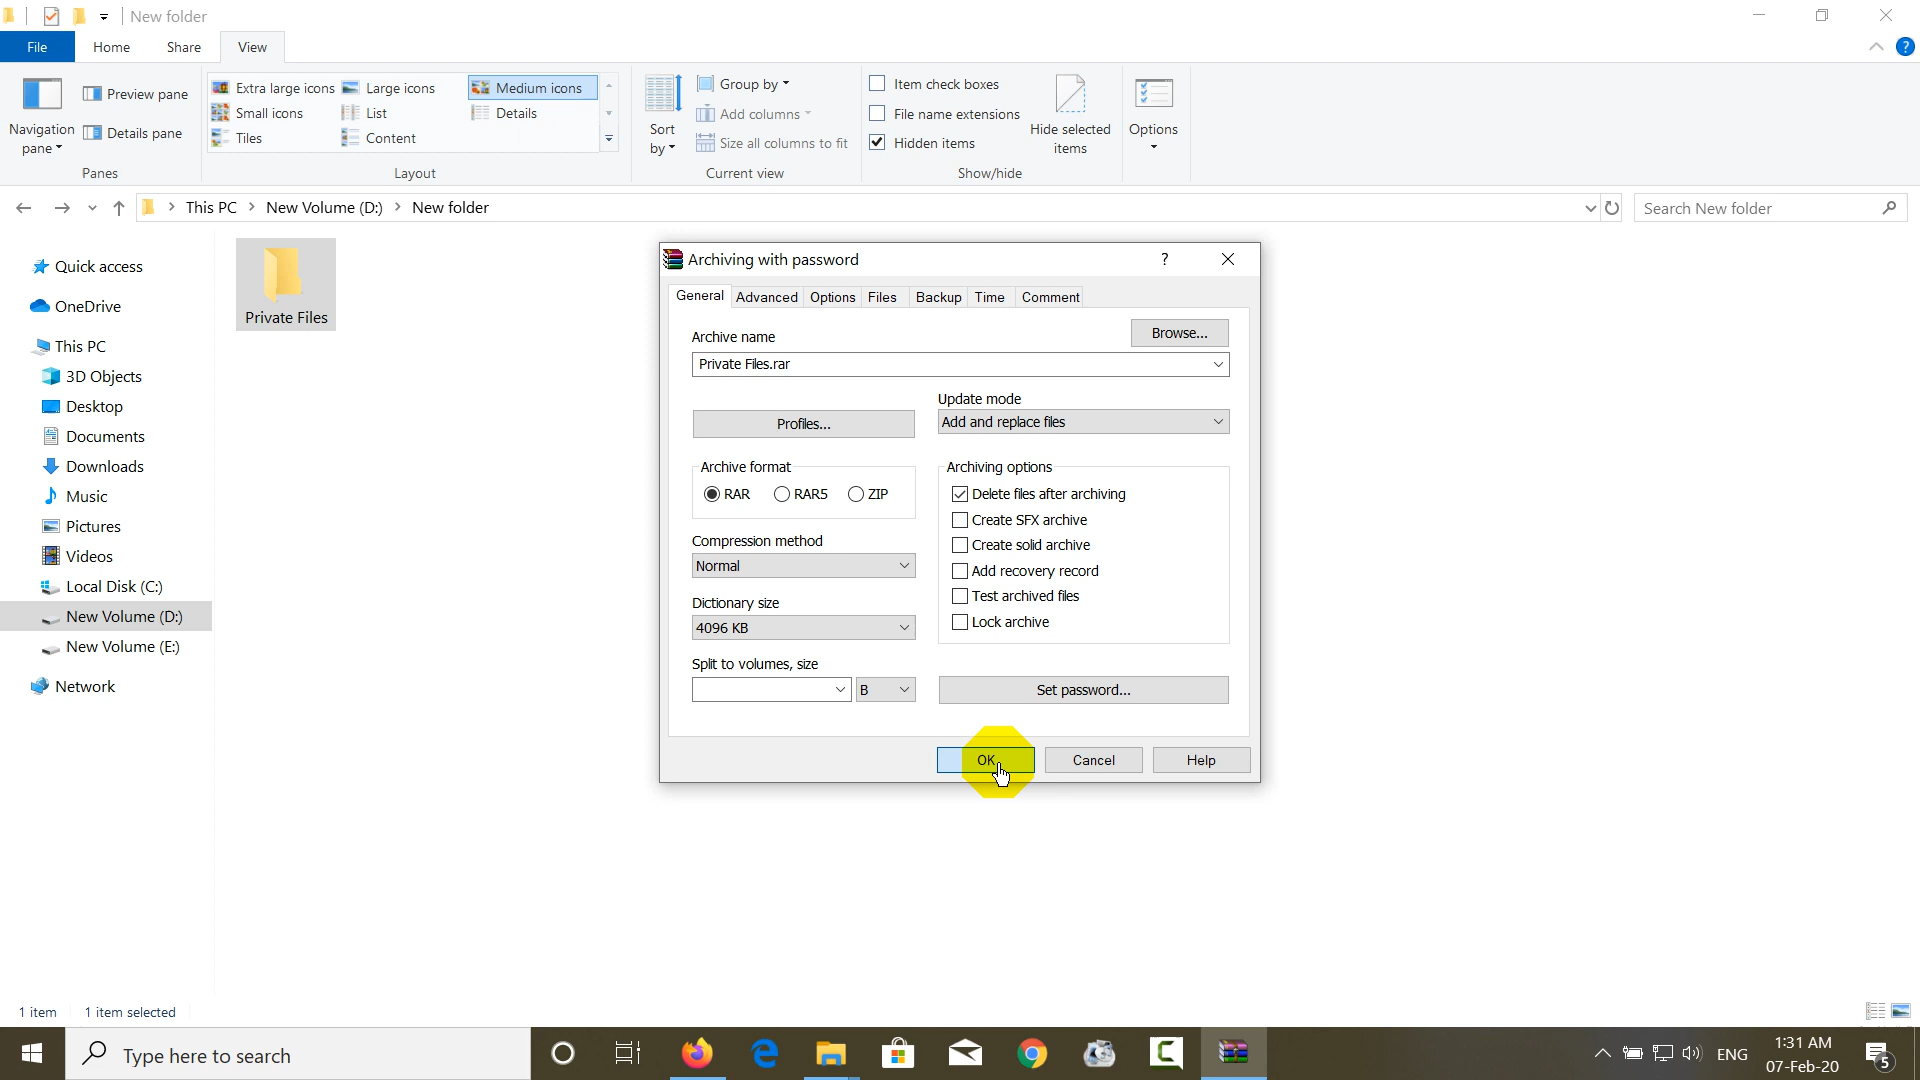 New folder
File Home Share View
Navigation pane
Preview pane
Details pane
Panes
Extra large icons Large icons Medium icons
Small icons List Details
Tiles Content
Layout
Sort by
Group by
Add columns
Size all columns to fit
Current view
Item check boxes
File name extensions
Hidden items
Hide selected items
Show/hide
Options
This PC > New Volume (D:) > New folder
Search New folder
Quick access
OneDrive
This PC
3D Objects
Desktop
Documents
Downloads
Music
Pictures
Videos
Local Disk (C:)
New Volume (D:)
New Volume (E:)
Network
Private Files
Archiving with password
?
General Advanced Options Files Backup Time Comment
Archive name
Browse...
Private Files.rar
Profiles...
Update mode
Add and replace files
Archive format
RAR RAR5 ZIP
Compression method
Normal
Dictionary size
4096 KB
Split to volumes, size
B
Archiving options
Delete files after archiving
Create SFX archive
Create solid archive
Add recovery record
Test archived files
Lock archive
Set password...
OK Cancel Help
1 item 1 item selected
Type here to search
ENG
1:31 AM
07-Feb-20
5